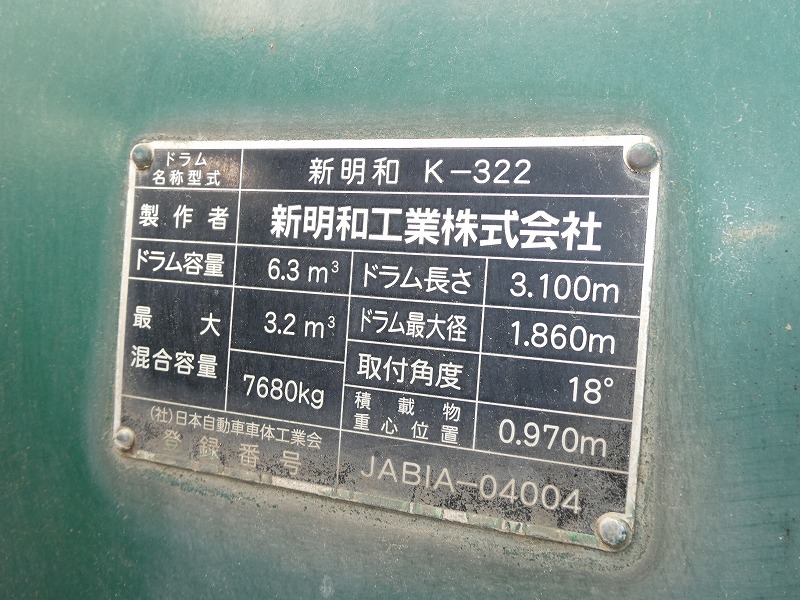 ドラム
名称型式
新明和 K-322
製作者
新明和工業株式会社
ドラム容量
6.3 m³
ドラム長さ
3.100m
最大
混合容量
3.2 m³
7680kg
ドラム最大径
1.860m
取付角度
18°
積載物
重心位置
0.970m
(社)日本自動車車体工業会
登録番号
JABIA-04004